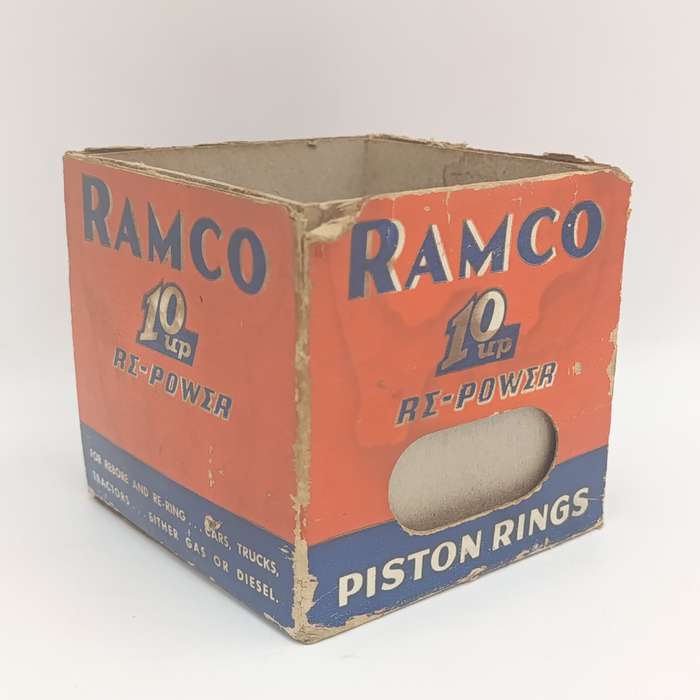 RAMCO
10
up
RE-POWER
FOR REBORE AND RE-RING ... CARS, TRUCKS,
TRACTORS ... EITHER GAS OR DIESEL.
RAMCO
10
up
RE-POWER
PISTON RINGS